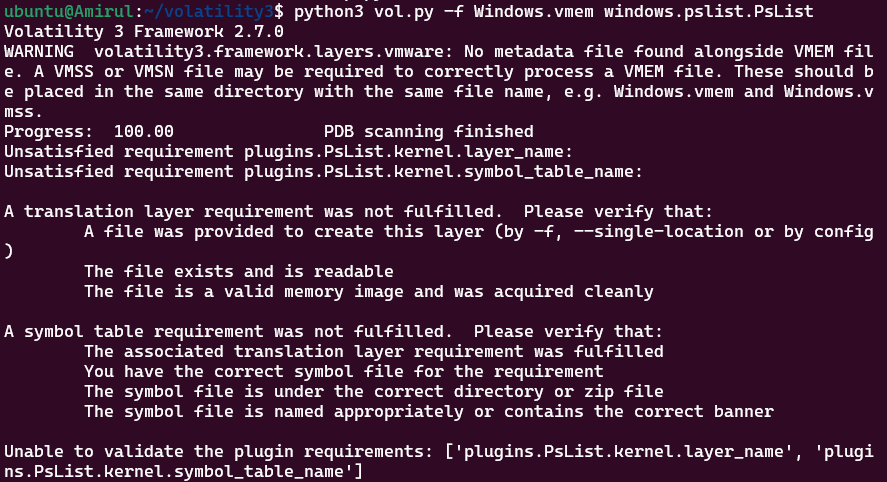 ubuntu@Amirul:~/volatility3$ python3 vol.py -f Windows.vmem windows.pslist.PsList
Volatility 3 Framework 2.7.0
WARNING  volatility3.framework.layers.vmware: No metadata file found alongside VMEM fil
e. A VMSS or VMSN file may be required to correctly process a VMEM file. These should b
e placed in the same directory with the same file name, e.g. Windows.vmem and Windows.v
mss.
Progress:  100.00               PDB scanning finished
Unsatisfied requirement plugins.PsList.kernel.layer_name:
Unsatisfied requirement plugins.PsList.kernel.symbol_table_name:

A translation layer requirement was not fulfilled.  Please verify that:
        A file was provided to create this layer (by -f, --single-location or by config
)
        The file exists and is readable
        The file is a valid memory image and was acquired cleanly

A symbol table requirement was not fulfilled.  Please verify that:
        The associated translation layer requirement was fulfilled
        You have the correct symbol file for the requirement
        The symbol file is under the correct directory or zip file
        The symbol file is named appropriately or contains the correct banner

Unable to validate the plugin requirements: ['plugins.PsList.kernel.layer_name', 'plugi
ns.PsList.kernel.symbol_table_name']